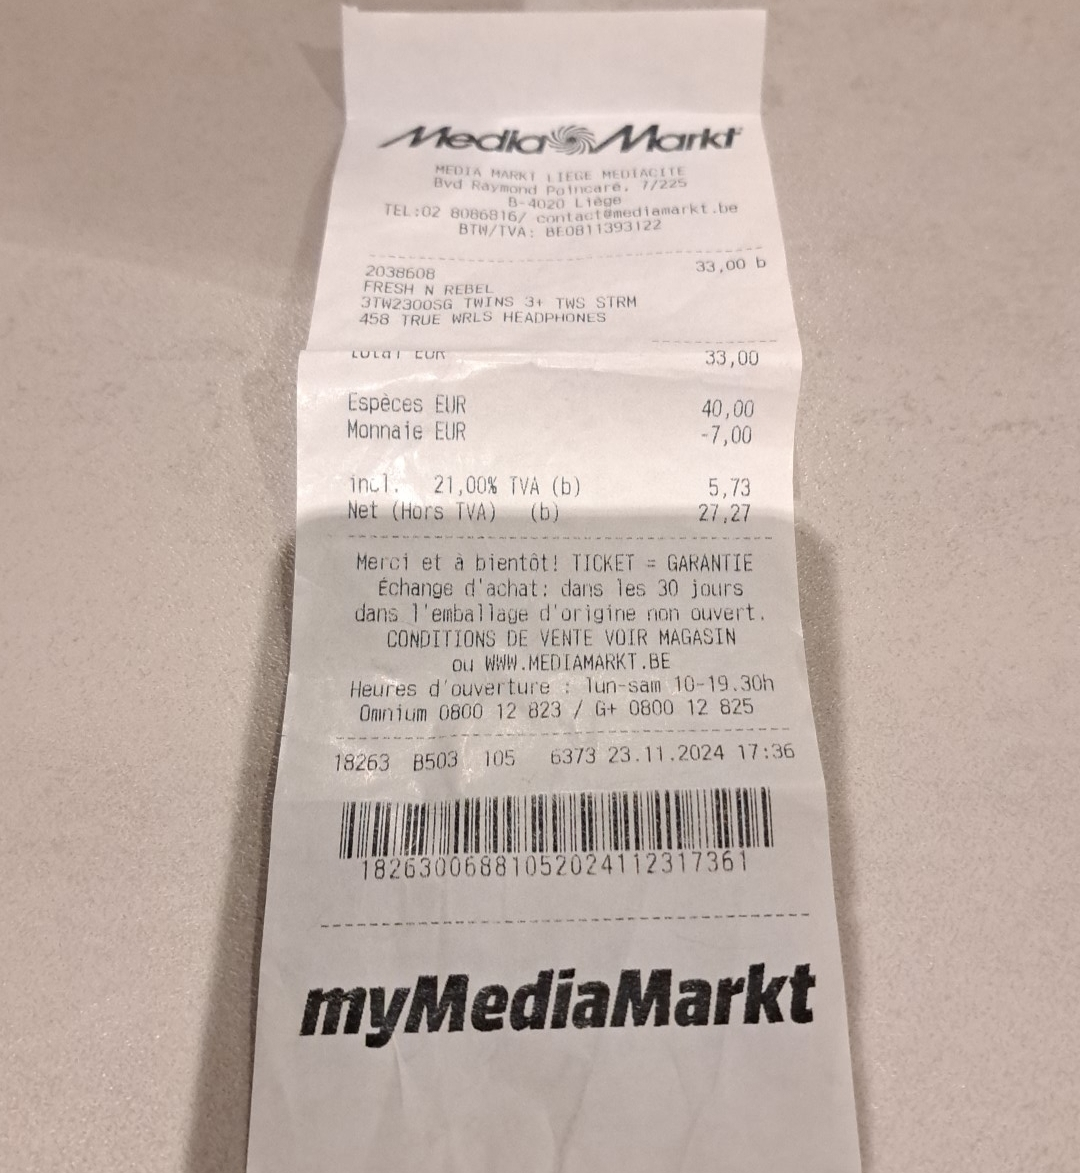 Media Markt
MEDIA MARKT LIEGE MEDIACITE
Bvd Raymond Poincaré, 7/225
B-4020 Liège
TEL:02 8086816/ contact@mediamarkt.be
BTW/TVA: BE0811393122
2038608 33,00 b
FRESH N REBEL
3TW2300SG TWINS 3+ TWS STRM
458 TRUE WRLS HEADPHONES
Total EUR 33,00
Espèces EUR 40,00
Monnaie EUR -7,00
incl. 21,00% TVA (b) 5,73
Net (Hors TVA) (b) 27,27
Merci et à bientôt! TICKET = GARANTIE
Échange d'achat: dans les 30 jours
dans l'emballage d'origine non ouvert.
CONDITIONS DE VENTE VOIR MAGASIN
ou WWW.MEDIAMARKT.BE
Heures d'ouverture : lun-sam 10-19.30h
Omnium 0800 12 823 / G+ 0800 12 825
18263 B503 105 6373 23.11.2024 17:36
1826300688105202411231736​1
myMediaMarkt